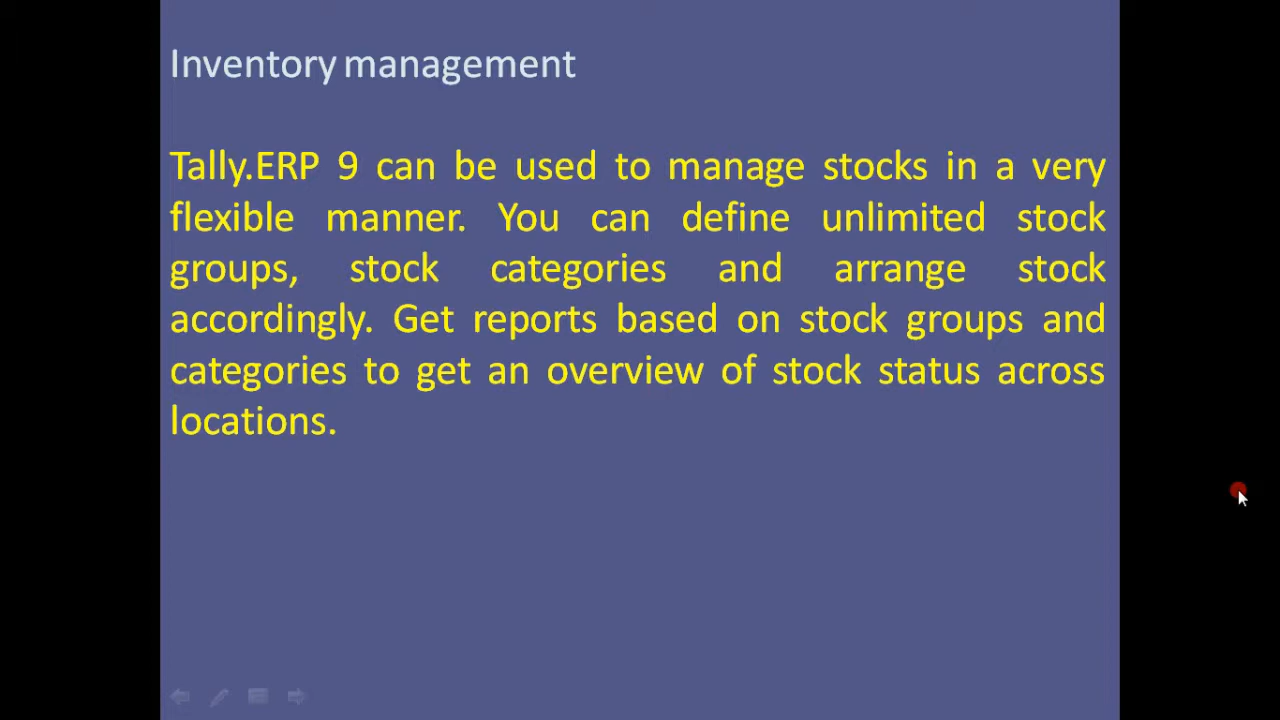 Inventory management
Tally.ERP 9 can be used to manage stocks in a very
flexible manner. You can define unlimited stock
groups, stock categories and arrange stock
accordingly. Get reports based on stock groups and
categories to get an overview of stock status across
locations.